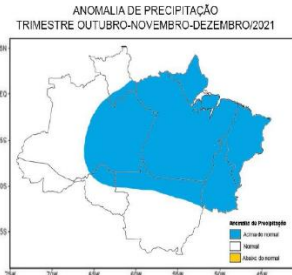 ANOMALIA DE PRECIPITAÇÃO
TRIMESTRE OUTUBRO-NOVEMBRO-DEZEMBRO/2021
Anomalia de Precipitação
Acima do normal
Normal
Abaixo do normal